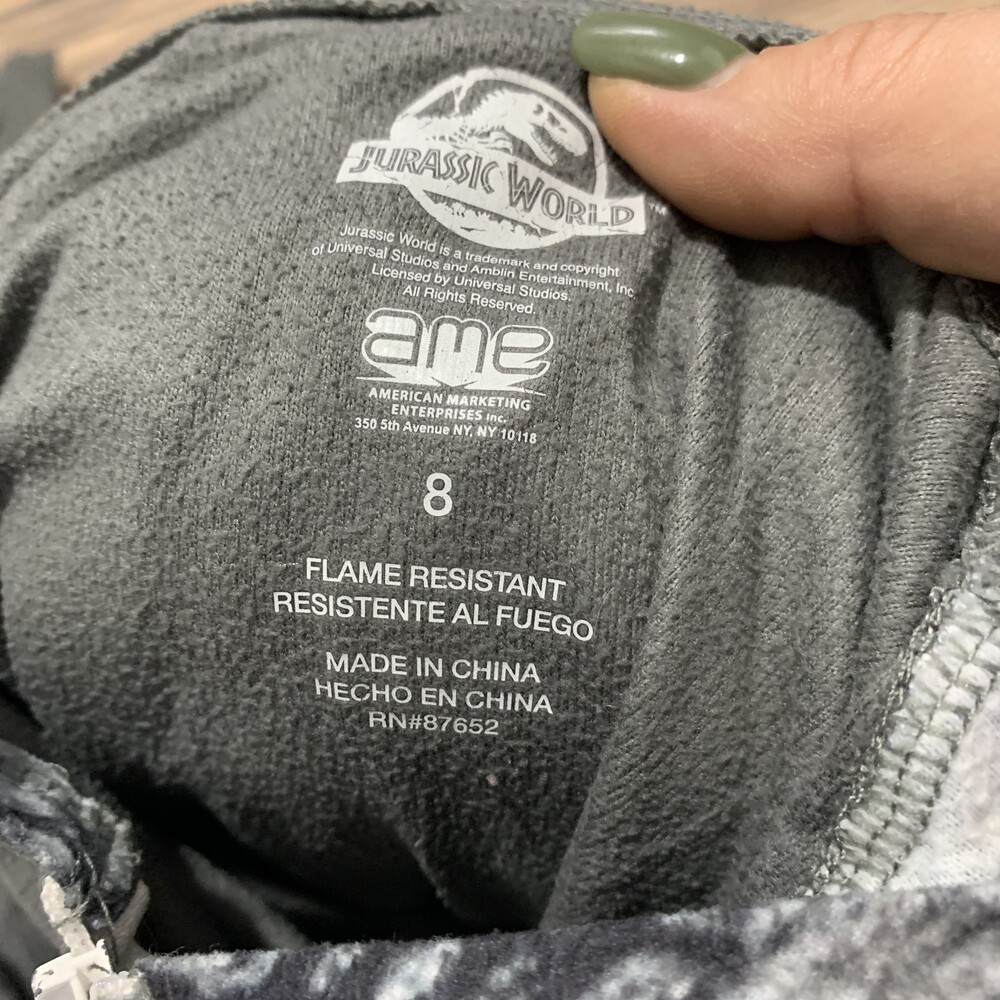 JURASSIC WORLD
Jurassic World is a trademark and copyright
of Universal Studios and Amblin Entertainment, Inc.
Licensed by Universal Studios.
All Rights Reserved.
ame
AMERICAN MARKETING
ENTERPRISES Inc.
350 5th Avenue NY, NY 10118
8
FLAME RESISTANT
RESISTENTE AL FUEGO
MADE IN CHINA
HECHO EN CHINA
RN#87652